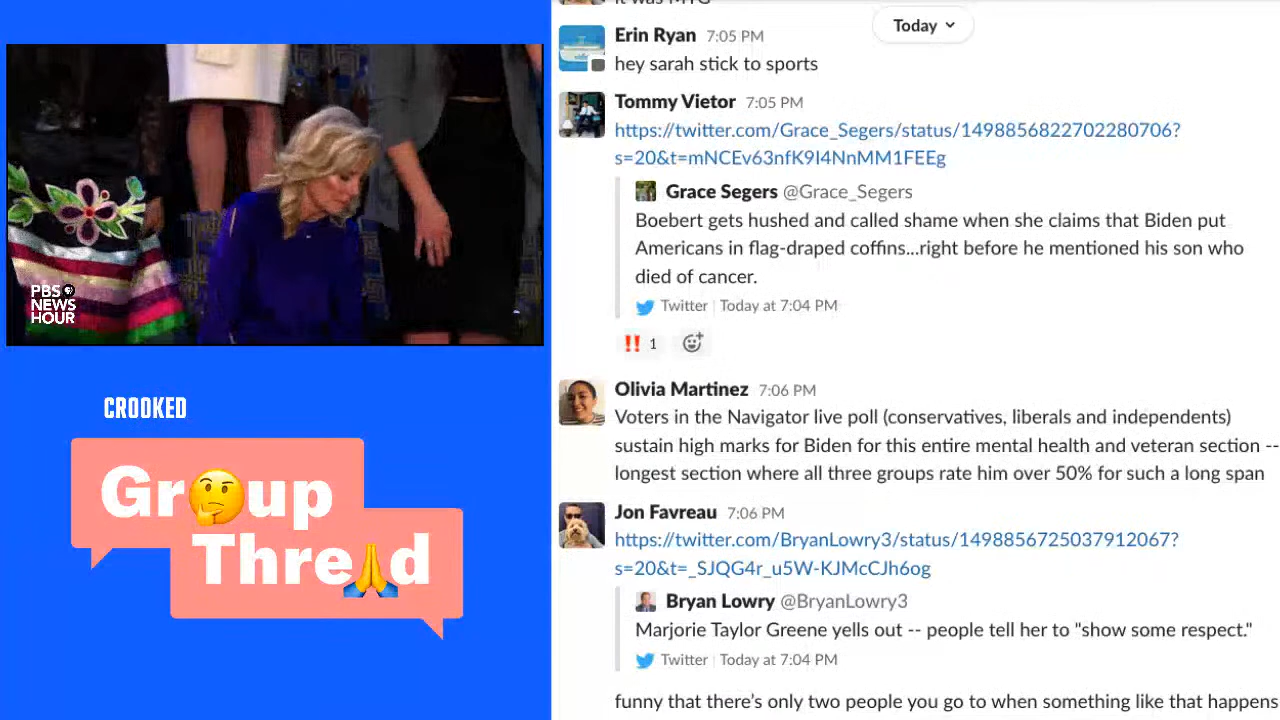 PBS
NEWS
HOUR
CROOKED
Gr🤔up
Thre🙏d
Today
Erin Ryan 7:05 PM
hey sarah stick to sports
Tommy Vietor 7:05 PM
https://twitter.com/Grace_Segers/status/1498856822702280706?
s=20&t=mNCEv63nfK9I4NnMM1FEEg
Grace Segers @Grace_Segers
Boebert gets hushed and called shame when she claims that Biden put
Americans in flag-draped coffins...right before he mentioned his son who
died of cancer.
Twitter | Today at 7:04 PM
‼ 1
Olivia Martinez 7:06 PM
Voters in the Navigator live poll (conservatives, liberals and independents)
sustain high marks for Biden for this entire mental health and veteran section --
longest section where all three groups rate him over 50% for such a long span
Jon Favreau 7:06 PM
https://twitter.com/BryanLowry3/status/1498856725037912067?
s=20&t=_SJQG4r_u5W-KJMcCJh6og
Bryan Lowry @BryanLowry3
Marjorie Taylor Greene yells out -- people tell her to "show some respect."
Twitter | Today at 7:04 PM
funny that there's only two people you go to when something like that happens